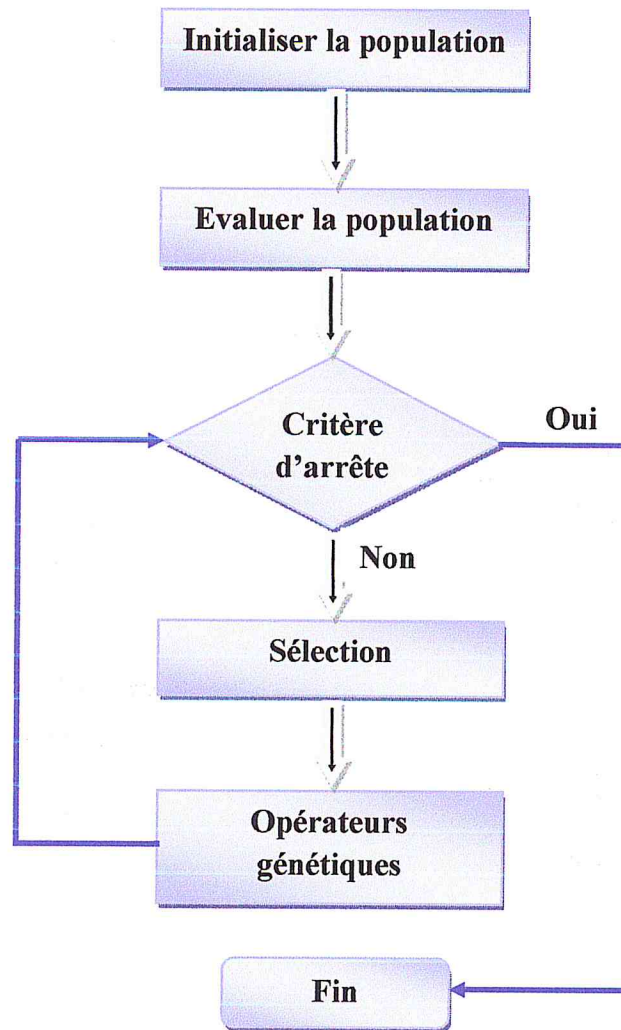 Initialiser la population
Evaluer la population
Critère
d'arrête
Oui
Non
Sélection
Opérateurs
génétiques
Fin